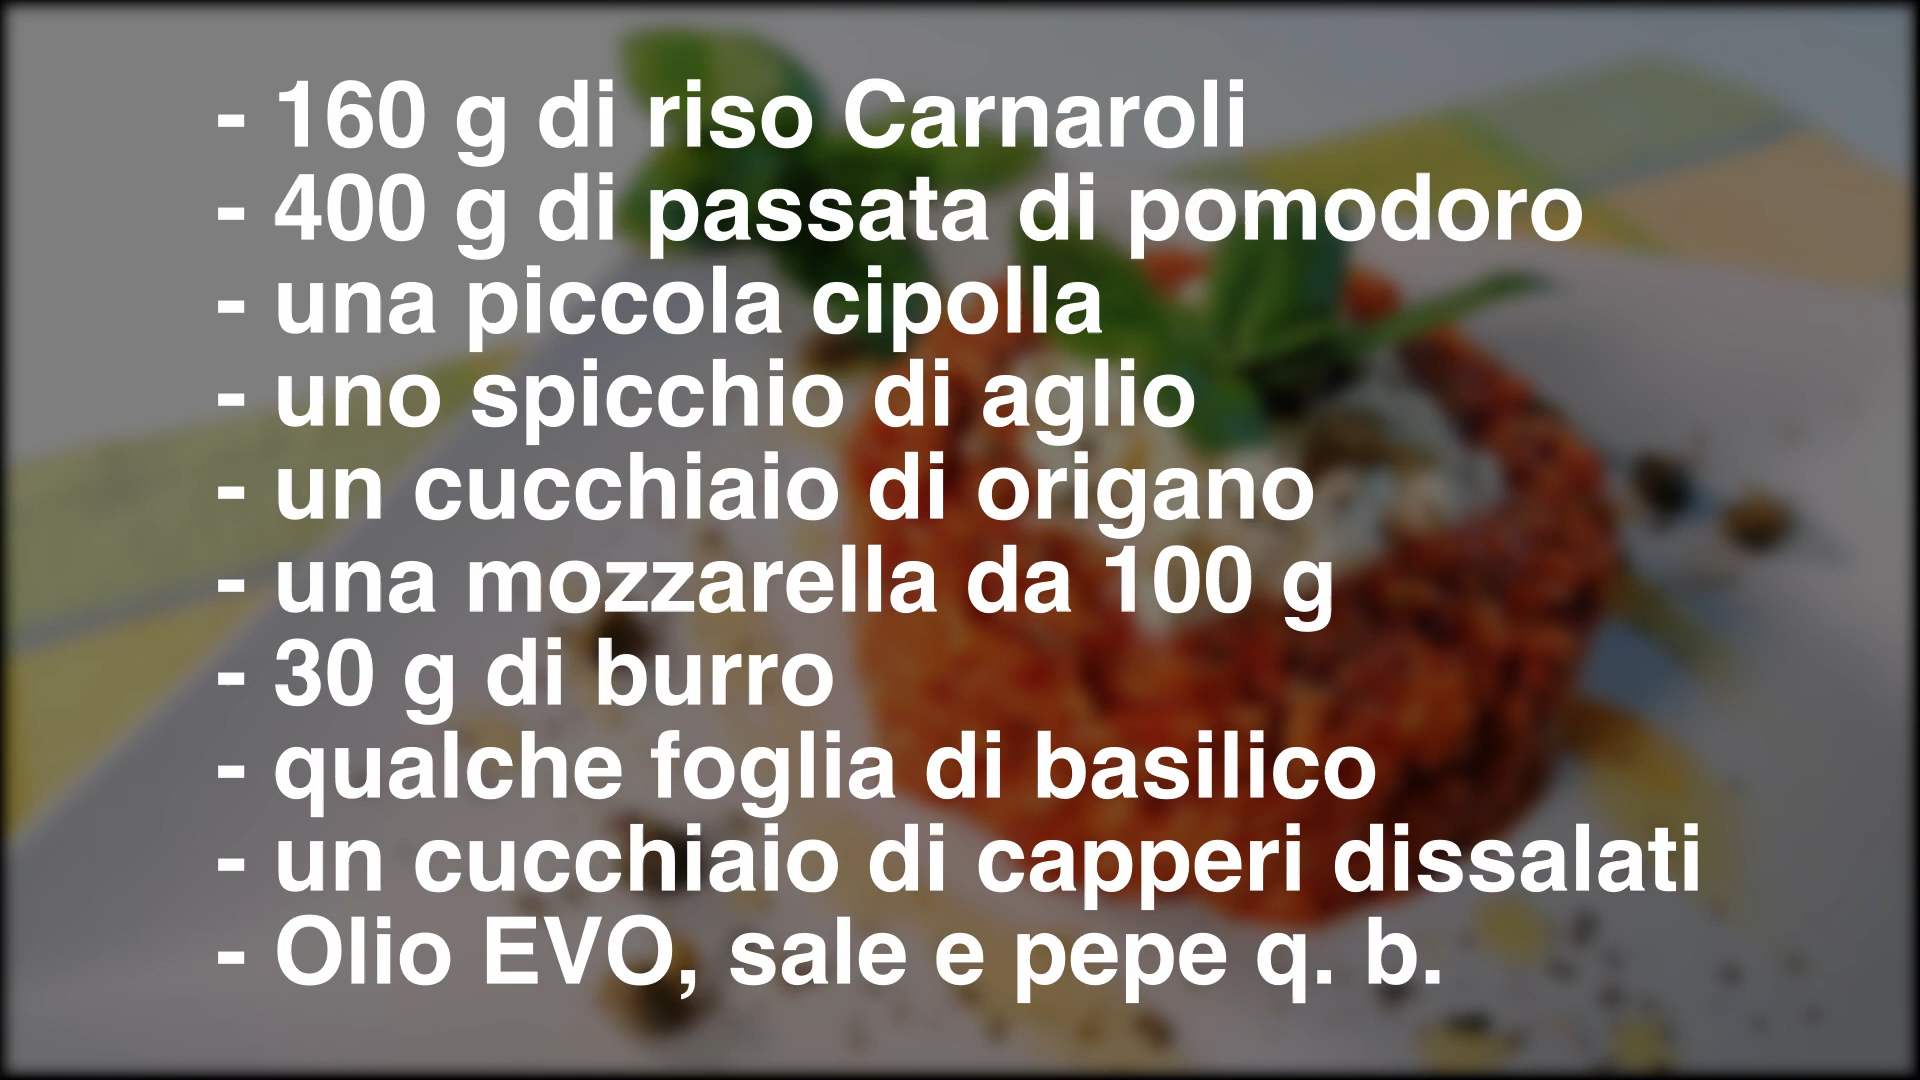 - 160 g di riso Carnaroli
- 400 g di passata di pomodoro
- una piccola cipolla
- uno spicchio di aglio
- un cucchiaio di origano
- una mozzarella da 100 g
- 30 g di burro
- qualche foglia di basilico
- un cucchiaio di capperi dissalati
- Olio EVO, sale e pepe q. b.